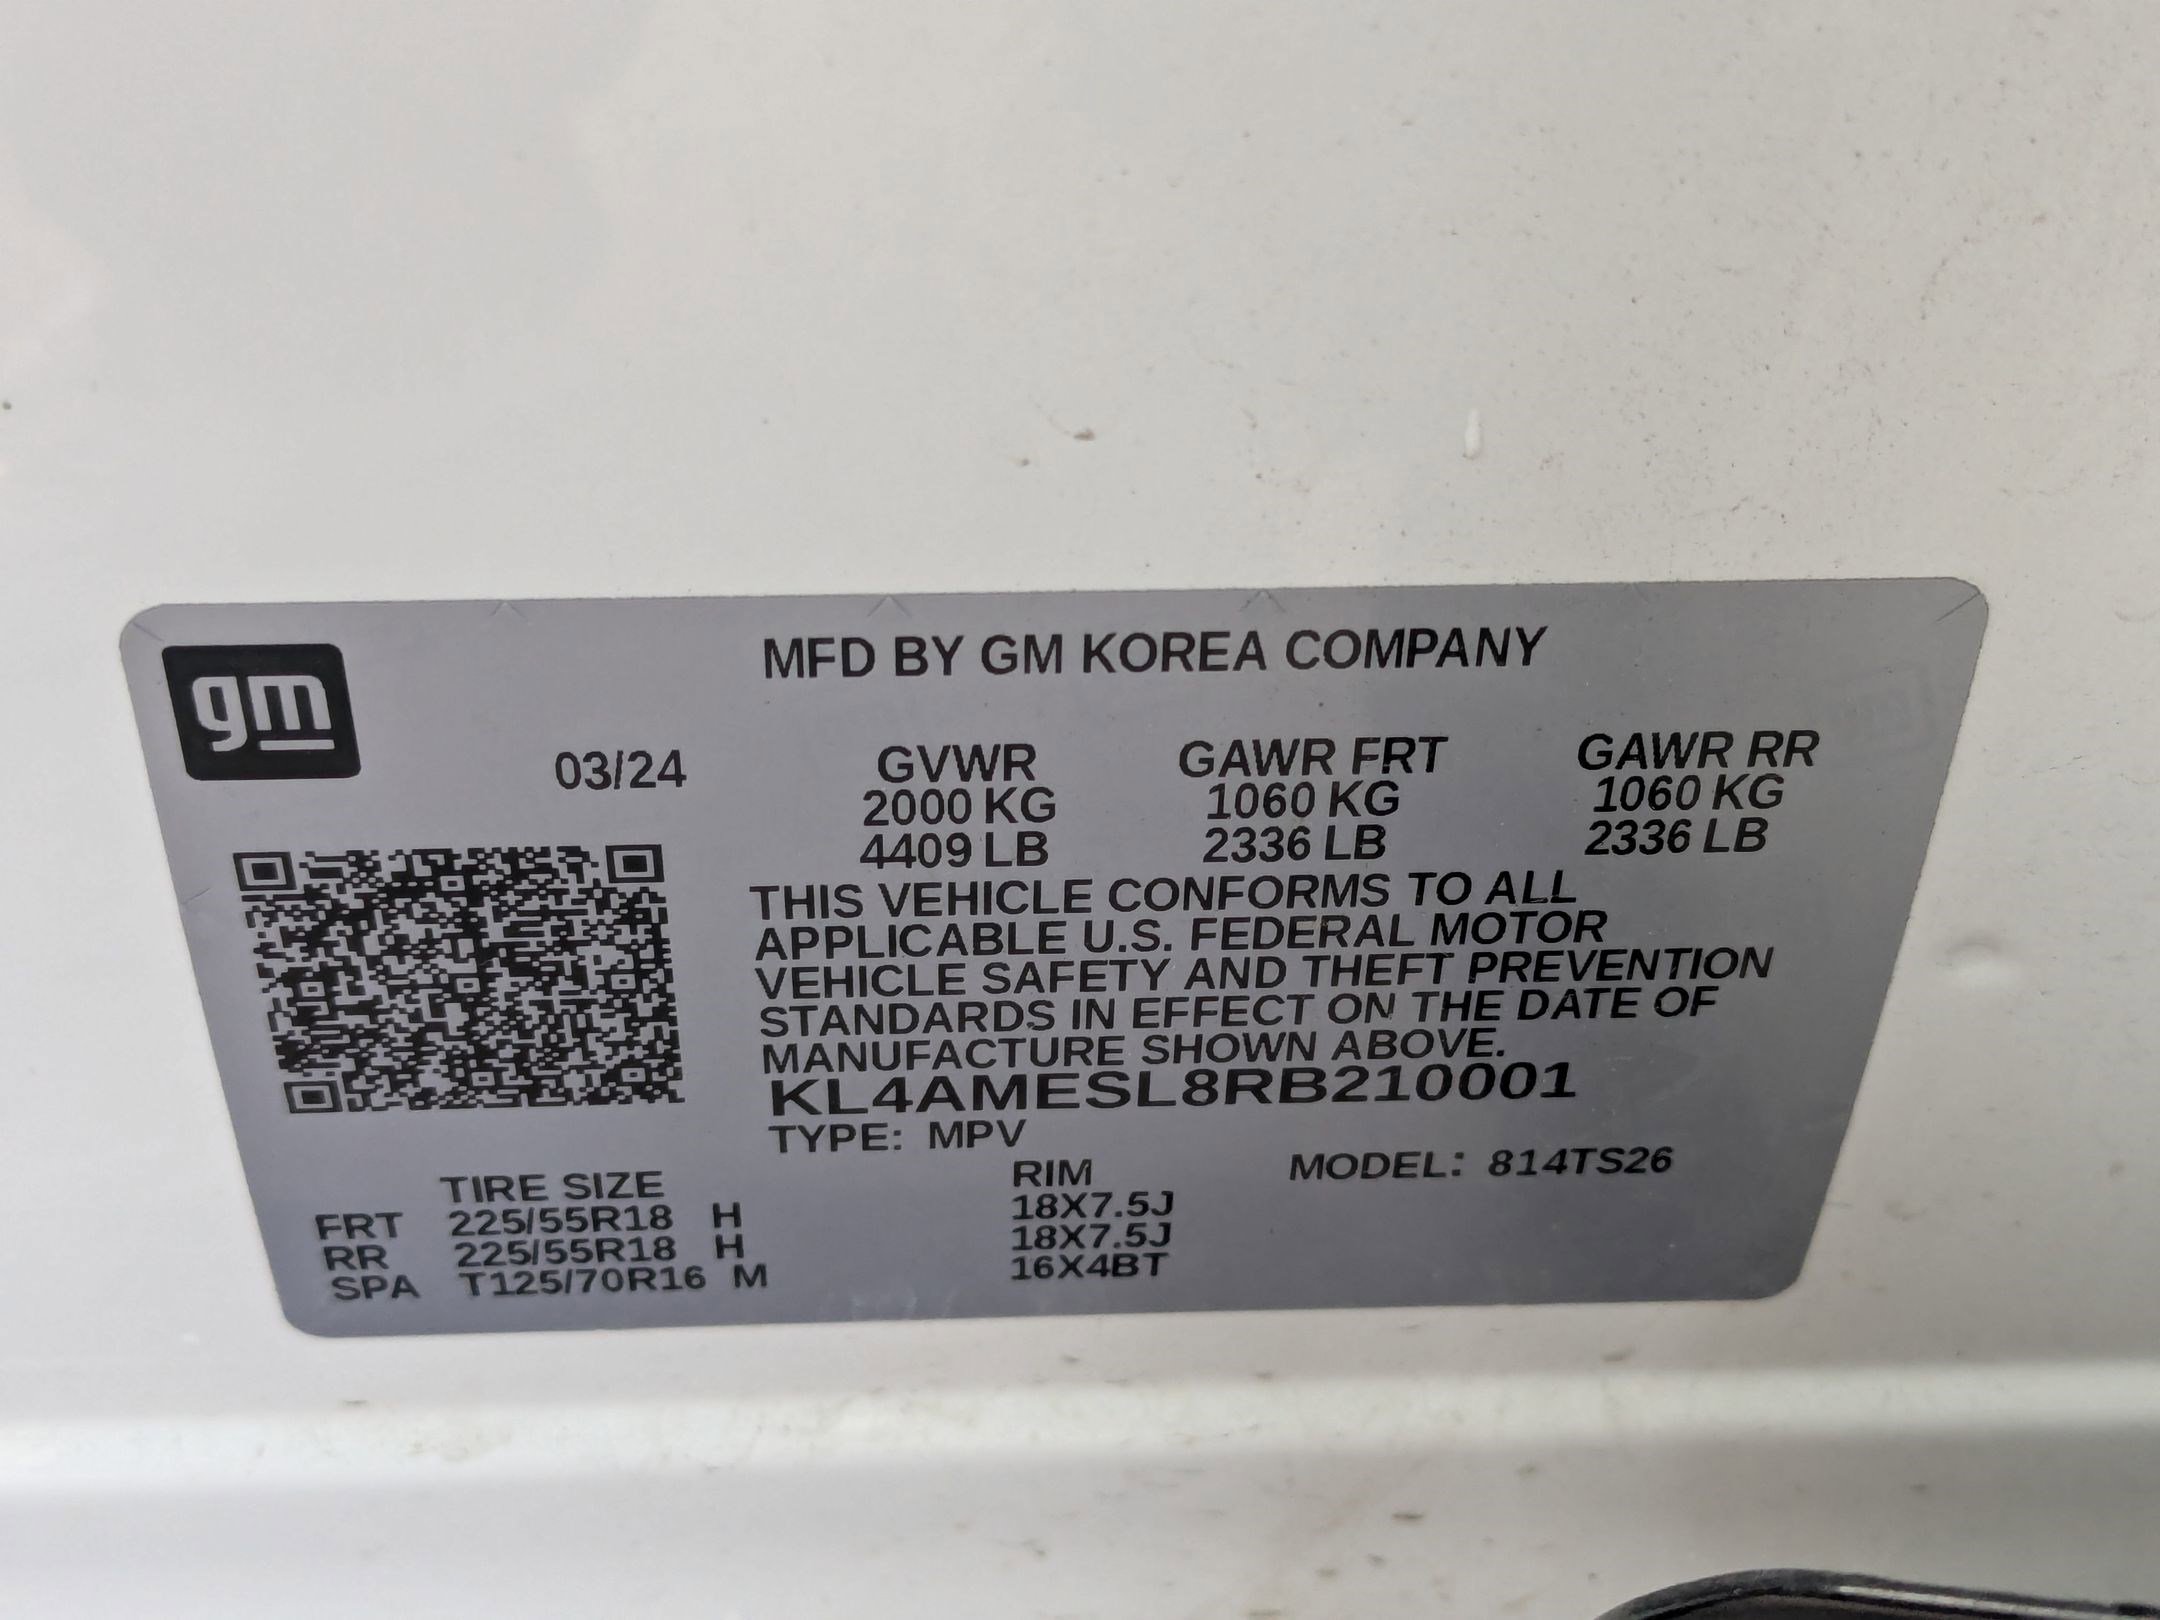 gm
MFD BY GM KOREA COMPANY
03/24
GVWR GAWR FRT GAWR RR
2000 KG 1060 KG 1060 KG
4409 LB 2336 LB 2336 LB
THIS VEHICLE CONFORMS TO ALL
APPLICABLE U.S. FEDERAL MOTOR
VEHICLE SAFETY AND THEFT PREVENTION
STANDARDS IN EFFECT ON THE DATE OF
MANUFACTURE SHOWN ABOVE.
KL4AMESL8RB210001
TYPE: MPV
TIRE SIZE RIM MODEL: 814TS26
FRT 225/55R18 H 18X7.5J
RR 225/55R18 H 18X7.5J
SPA T125/70R16 M 16X4BT